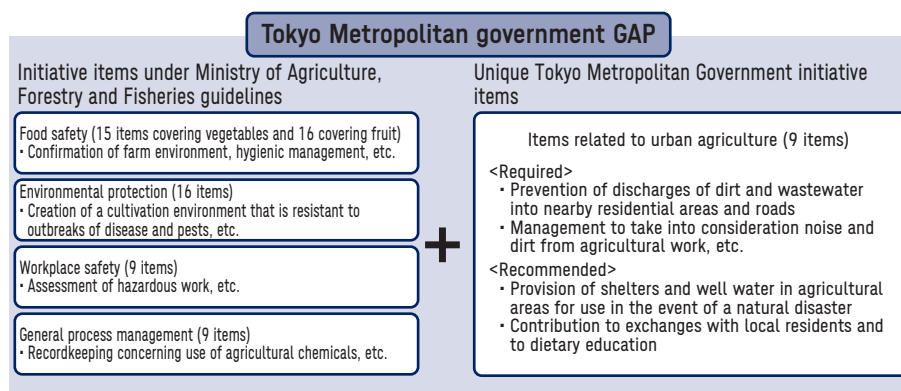 Tokyo Metropolitan government GAP
Initiative items under Ministry of Agriculture,
Forestry and Fisheries guidelines
Food safety (15 items covering vegetables and 16 covering fruit)
・Confirmation of farm environment, hygienic management, etc.
Environmental protection (16 items)
・Creation of a cultivation environment that is resistant to
outbreaks of disease and pests, etc.
Workplace safety (9 items)
・Assessment of hazardous work, etc.
General process management (9 items)
・Recordkeeping concerning use of agricultural chemicals, etc.
+
Unique Tokyo Metropolitan Government initiative
items
Items related to urban agriculture (9 items)
<Required>
・Prevention of discharges of dirt and wastewater
into nearby residential areas and roads
・Management to take into consideration noise and
dirt from agricultural work, etc.
<Recommended>
・Provision of shelters and well water in agricultural
areas for use in the event of a natural disaster
・Contribution to exchanges with local residents and
to dietary education